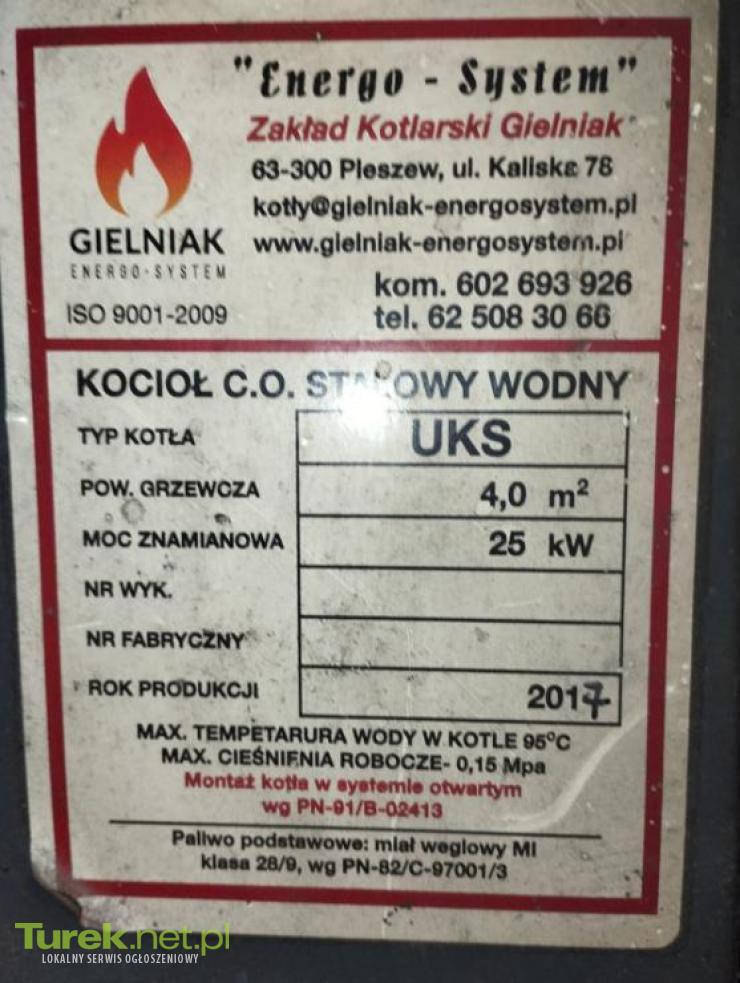 "Energo - System"
Zakład Kotlarski Gielniak
63-300 Pleszew, ul. Kaliska 78
kotly@gielniak-energosystem.pl
www.gielniak-energosystem.pl
kom. 602 693 926
tel. 62 508 30 66
GIELNIAK
ENERGO-SYSTEM
ISO 9001-2009
KOCIOŁ C.O. STALOWY WODNY
TYP KOTŁA UKS
POW. GRZEWCZA 4,0 m²
MOC ZNAMIANOWA 25 kW
NR WYK.
NR FABRYCZNY
ROK PRODUKCJI 2017
MAX. TEMPETARURA WODY W KOTLE 95°C
MAX. CIEŚNIENIA ROBOCZE- 0,15 Mpa
Montaż kotła w systemie otwartym
wg PN-91/B-02413
Paliwo podstawowe: miał weglowy MI
klasa 28/9, wg PN-82/C-97001/3
Turek.net.pl
LOKALNY SERWIS OGŁOSZENIOWY